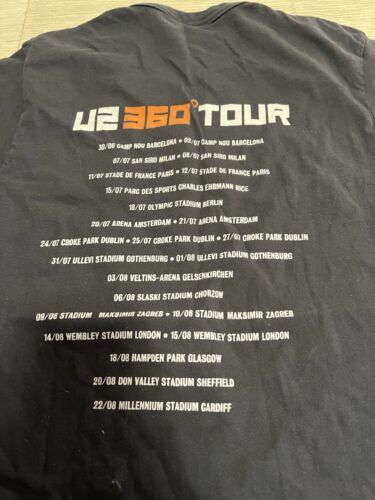 U2 360° TOUR
30/06 CAMP NOU BARCELONA • 02/07 CAMP NOU BARCELONA
07/07 SAN SIRO MILAN • 08/07 SAN SIRO MILAN
11/07 STADE DE FRANCE PARIS • 12/07 STADE DE FRANCE PARIS
15/07 PARC DES SPORTS CHARLES EHRMANN NICE
18/07 OLYMPIC STADIUM BERLIN
20/07 ARENA AMSTERDAM • 21/07 ARENA AMSTERDAM
24/07 CROKE PARK DUBLIN • 25/07 CROKE PARK DUBLIN • 27/07 CROKE PARK DUBLIN
31/07 ULLEVI STADIUM GOTHENBURG • 01/08 ULLEVI STADIUM GOTHENBURG
03/08 VELTINS-ARENA GELSENKIRCHEN
06/08 SLASKI STADIUM CHORZOW
09/08 STADIUM MAKSIMIR ZAGREB • 10/08 STADIUM MAKSIMIR ZAGREB
14/08 WEMBLEY STADIUM LONDON • 15/08 WEMBLEY STADIUM LONDON
18/08 HAMPDEN PARK GLASGOW
20/08 DON VALLEY STADIUM SHEFFIELD
22/08 MILLENNIUM STADIUM CARDIFF